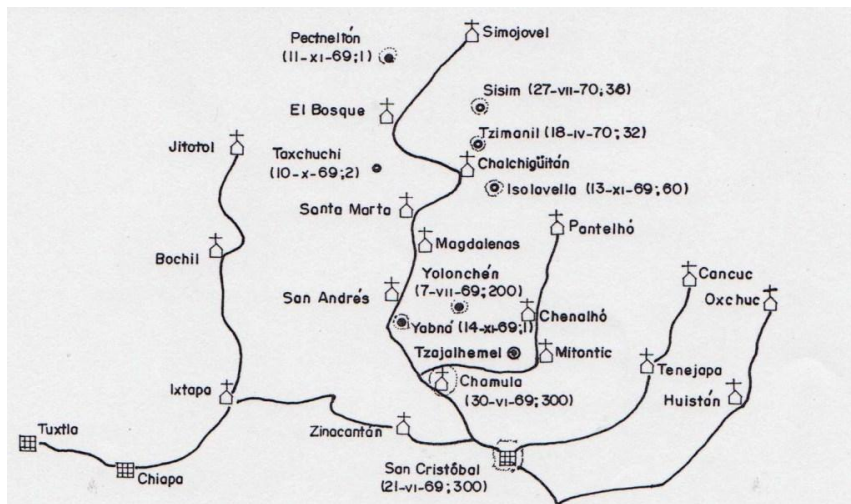 Pectneltón
(11-XI-69;1)
Simojovel
Sisim (27-VII-70;36)
El Bosque
Tzimanil (18-IV-70;32)
Jitotol
Taxchuchi
(10-X-69;2)
Chalchigüitán
Isolavella (13-XI-69;60)
Santa Marta
Pantelhó
Magdalenas
Bochil
Yolonchén
(7-VII-69;200)
Cancuc
San Andrés
Oxchuc
Chenalhó
Yabná (14-XI-69;1)
Tzajalhemel
Mitontic
Tenejapa
Chamula
(30-VI-69;300)
Ixtapa
Huistán
Tuxtla
Zinacantán
Chiapa
San Cristóbal
(21-VI-69;300)